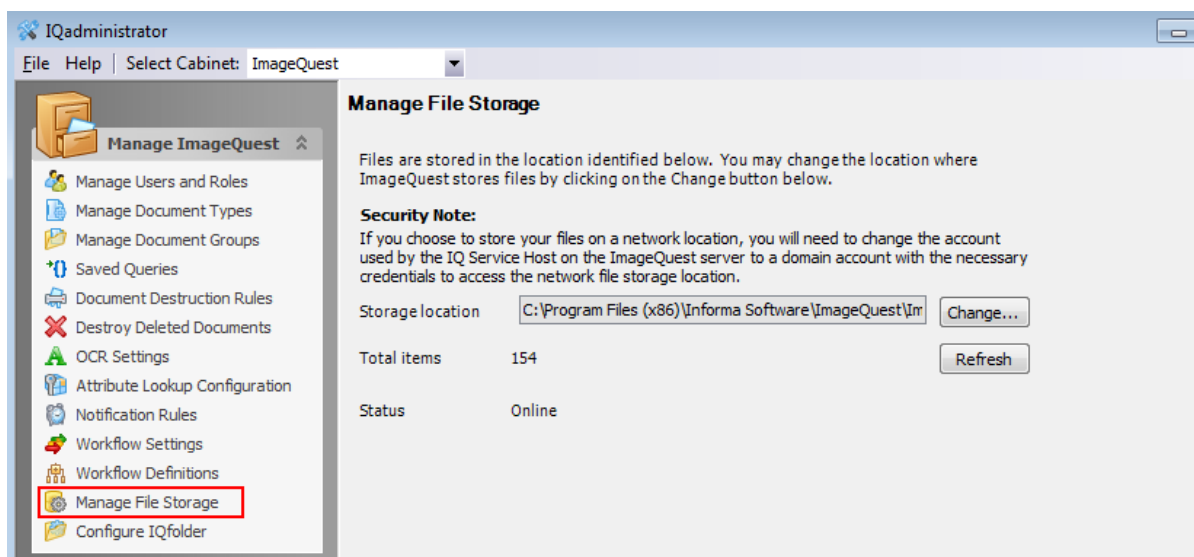 IQadministrator
File Help Select Cabinet: ImageQuest
Manage ImageQuest
Manage Users and Roles
Manage Document Types
Manage Document Groups
Saved Queries
Document Destruction Rules
Destroy Deleted Documents
OCR Settings
Attribute Lookup Configuration
Notification Rules
Workflow Settings
Workflow Definitions
Manage File Storage
Configure IQfolder
Manage File Storage
Files are stored in the location identified below. You may change the location where
ImageQuest stores files by clicking on the Change button below.
Security Note:
If you choose to store your files on a network location, you will need to change the account
used by the IQ Service Host on the ImageQuest server to a domain account with the necessary
credentials to access the network file storage location.
Storage location C:\Program Files (x86)\Informa Software\ImageQuest\Im Change...
Total items 154 Refresh
Status Online